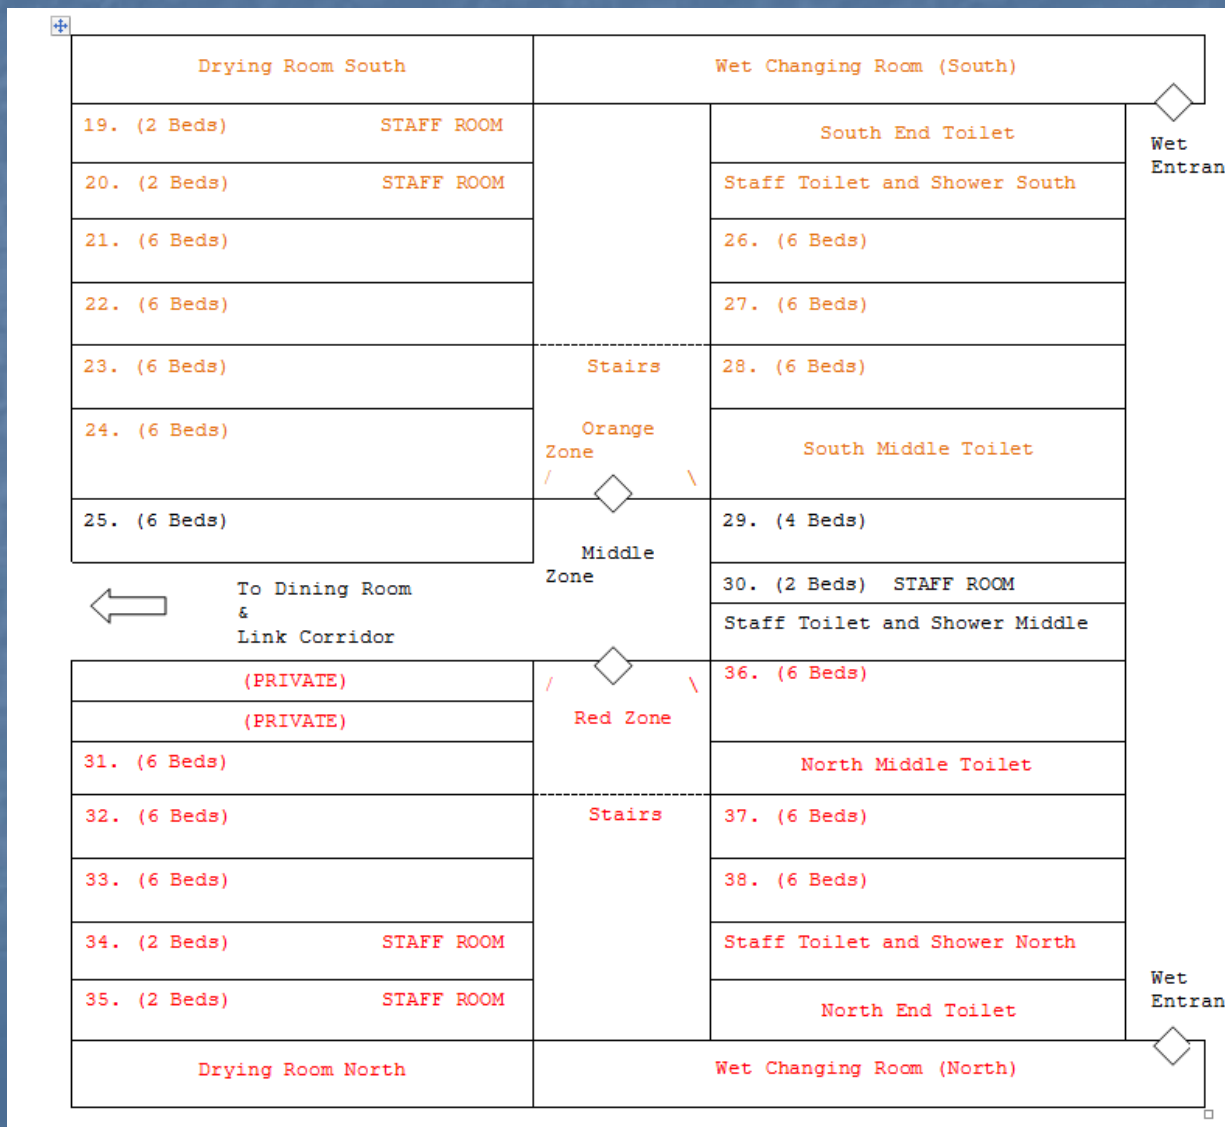 Drying Room South
Wet Changing Room (South)
19. (2 Beds) STAFF ROOM
South End Toilet
Wet
Entran
20. (2 Beds) STAFF ROOM
Staff Toilet and Shower South
21. (6 Beds)
26. (6 Beds)
22. (6 Beds)
27. (6 Beds)
23. (6 Beds)
Stairs
28. (6 Beds)
24. (6 Beds)
Orange
Zone
/ \
South Middle Toilet
25. (6 Beds)
Middle
Zone
29. (4 Beds)
To Dining Room
&
Link Corridor
30. (2 Beds) STAFF ROOM
Staff Toilet and Shower Middle
(PRIVATE)
(PRIVATE)
/ \
Red Zone
36. (6 Beds)
31. (6 Beds)
North Middle Toilet
32. (6 Beds)
Stairs
37. (6 Beds)
33. (6 Beds)
38. (6 Beds)
34. (2 Beds) STAFF ROOM
Staff Toilet and Shower North
35. (2 Beds) STAFF ROOM
North End Toilet
Wet
Entran
Drying Room North
Wet Changing Room (North)